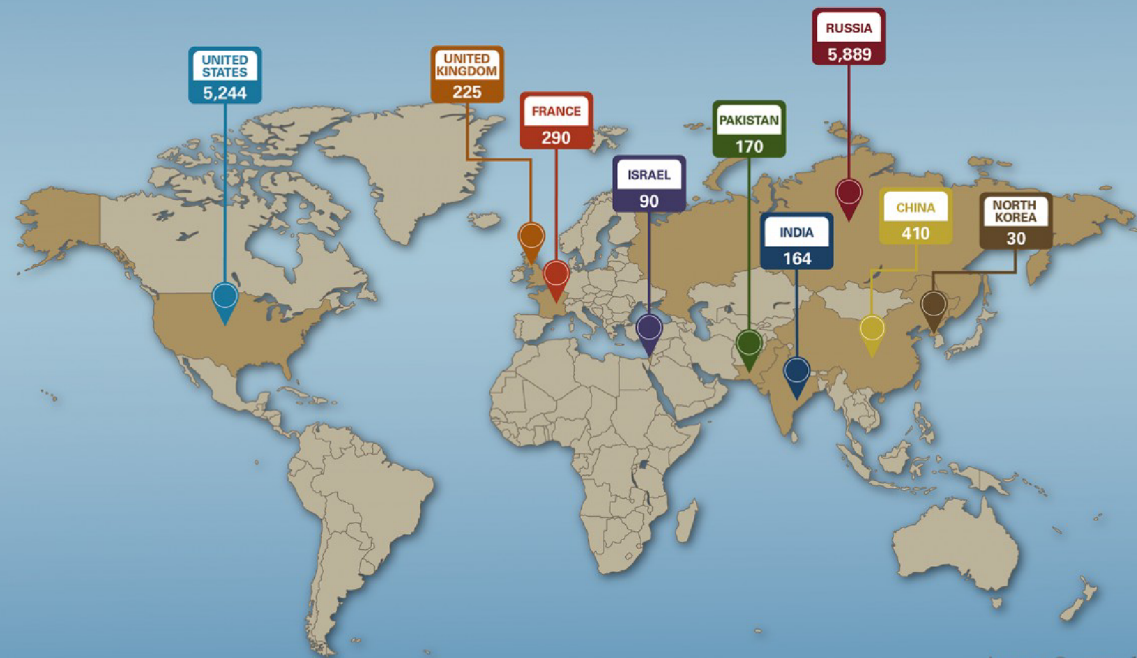 UNITED
STATES
5,244
UNITED
KINGDOM
225
FRANCE
290
ISRAEL
90
PAKISTAN
170
INDIA
164
RUSSIA
5,889
CHINA
410
NORTH
KOREA
30